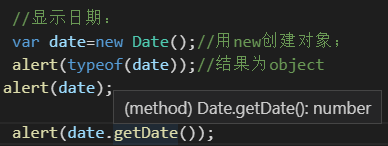 //显示日期：
var date=new Date();//用new创建对象；
alert(typeof(date));//结果为object
alert(date);
(method) Date.getDate(): number
alert(date.getDate());